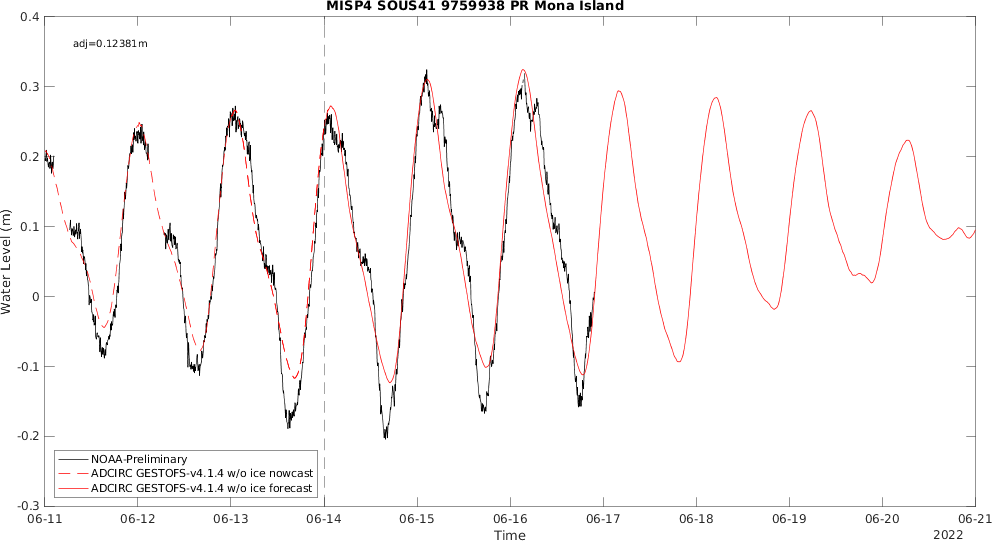 MISP4 SOUS41 9759938 PR Mona Island
adj=0.12381m
Water Level (m)
0.4
0.3
0.2
0.1
0
-0.1
-0.2
-0.3
NOAA-Preliminary
ADCIRC GESTOFS-v4.1.4 w/o ice nowcast
ADCIRC GESTOFS-v4.1.4 w/o ice forecast
06-11 06-12 06-13 06-14 06-15 06-16 06-17 06-18 06-19 06-20 06-21
Time
2022